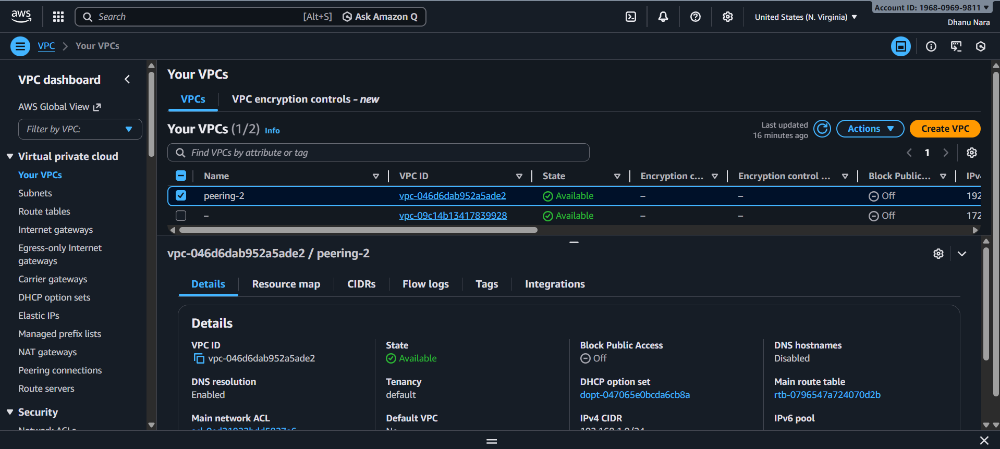 aws
Search [Alt+S] Ask Amazon Q
United States (N. Virginia)
Account ID: 1968-0969-9811
Dhanu Nara
VPC
Your VPCs
VPC dashboard
AWS Global View
Filter by VPC:
Virtual private cloud
Your VPCs
Subnets
Route tables
Internet gateways
Egress-only Internet
gateways
Carrier gateways
DHCP option sets
Elastic IPs
Managed prefix lists
NAT gateways
Peering connections
Route servers
Security
Network ACLs
Your VPCs
VPCs
VPC encryption controls - new
Your VPCs (1/2) Info
Last updated
16 minutes ago
Actions
Create VPC
Find VPCs by attribute or tag
1
Name VPC ID State Encryption c... Encryption control ... Block Public... IPv
peering-2 vpc-046d6dab952a5ade2 Available – – Off 192
– vpc-09c14b13417839928 Available – – Off 172
vpc-046d6dab952a5ade2 / peering-2
Details Resource map CIDRs Flow logs Tags Integrations
Details
VPC ID
vpc-046d6dab952a5ade2
State
Available
Block Public Access
Off
DNS hostnames
Disabled
DNS resolution
Enabled
Tenancy
default
DHCP option set
dopt-047065e0bcda6cb8a
Main route table
rtb-0796547a724070d2b
Main network ACL
Default VPC
No
IPv4 CIDR
192.168.1.0/24
IPv6 pool